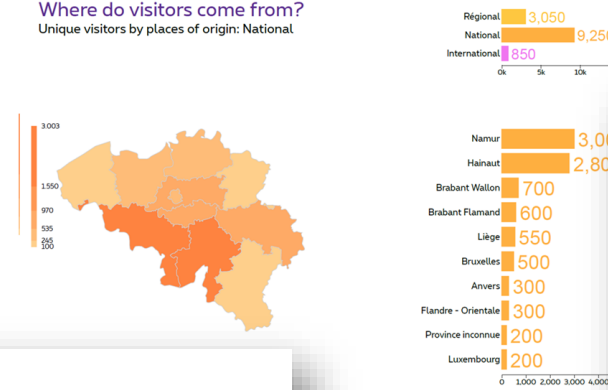 Where do visitors come from?
Unique visitors by places of origin: National
Régional 3,050
National
International 850
0k 5k 10k
3 003
1550
970
535
265
100
Namur
Hainaut
Brabant Wallon 700
Brabant Flamand 600
Liège 550
Bruxelles 500
Anvers 300
Flandre - Orientale 300
Province inconnue 200
Luxembourg 200
0 1,000 2,000 3,000